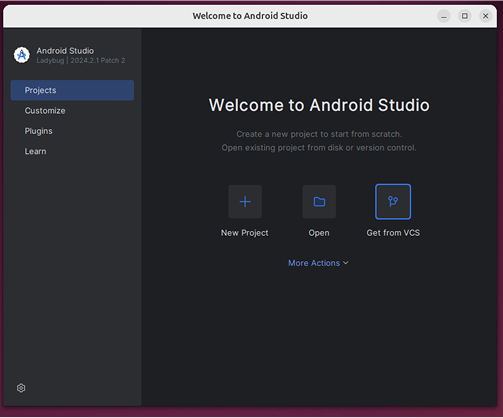 Welcome to Android Studio
Android Studio
Ladybug | 2024.2.1 Patch 2
Projects
Customize
Plugins
Learn
Welcome to Android Studio
Create a new project to start from scratch.
Open existing project from disk or version control.
New Project
Open
Get from VCS
More Actions